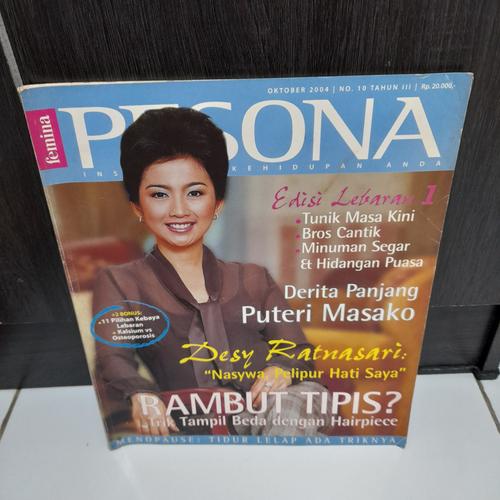 OKTOBER 2004 | NO. 10 TAHUN III | Rp. 20.000,-
femina
PESONA
KEHIDUPAN ANDA
Edisi Lebaran 1
Tunik Masa Kini
Bros Cantik
Minuman Segar
& Hidangan Puasa
Derita Panjang
Puteri Masako
+2 BONUS:
11 Pilihan Kebaya
Lebaran
Kalsium vs
Osteoporosis
Desy Ratnasari:
"Nasywa, Pelipur Hati Saya"
RAMBUT TIPIS?
Trik Tampil Beda dengan Hairpiece
MENOPAUSE: TIDUR LELAP ADA TRIKNYA